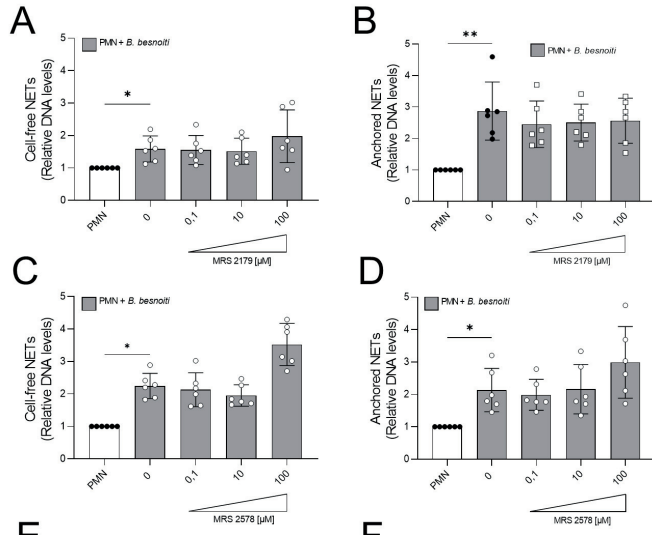 A
PMN + B. besnoiti
Cell-free NETs
(Relative DNA levels)
5
4
3
2
1
0
*
PMN
0
0,1
10
100
MRS 2179 [µM]
B
PMN + B. besnoiti
Anchored NETs
(Relative DNA levels)
5
4
3
2
1
0
**
PMN
0
0,1
10
100
MRS 2179 [µM]
C
PMN + B. besnoiti
Cell-free NETs
(Relative DNA levels)
5
4
3
2
1
0
*
PMN
0
0,1
10
100
MRS 2578 [µM]
D
PMN + B. besnoiti
Anchored NETs
(Relative DNA levels)
5
4
3
2
1
0
*
PMN
0
0,1
10
100
MRS 2578 [µM]